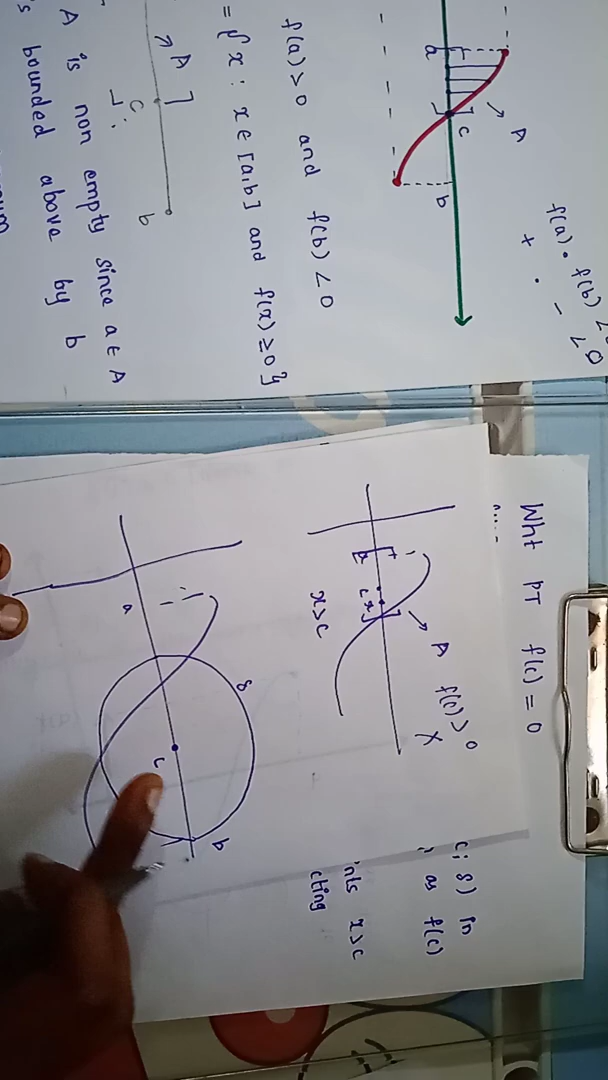 f(a) • f(b) <0
+ • - <0
A
a
c
b
f(a) > 0 and f(b) < 0
= { x : x ∈ [a,b] and f(x) ≥ 0 }
A
c
b
A is non empty since a ∈ A
bounded above by b
Wht PT f(c) = 0
A
f(c) > 0
X
x>c
a
δ
c
b
c; δ) in
as f(c)
nts x>c
cting